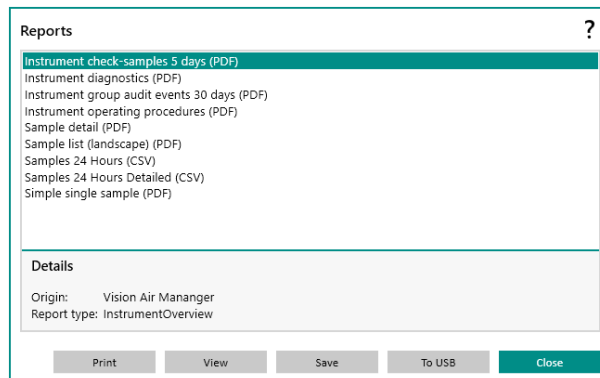 Reports
?
Instrument check-samples 5 days (PDF)
Instrument diagnostics (PDF)
Instrument group audit events 30 days (PDF)
Instrument operating procedures (PDF)
Sample detail (PDF)
Sample list (landscape) (PDF)
Samples 24 Hours (CSV)
Samples 24 Hours Detailed (CSV)
Simple single sample (PDF)
Details
Origin: Vision Air Mananger
Report type: InstrumentOverview
Print View Save To USB Close